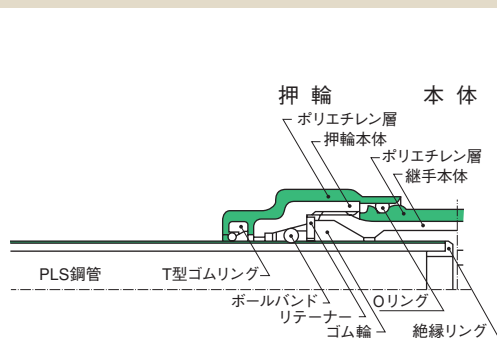 押輪 本体
ポリエチレン層
押輪本体
ポリエチレン層
継手本体
PLS鋼管 T型ゴムリング
ボールバンド Oリング
リテーナー
ゴム輪 絶縁リング